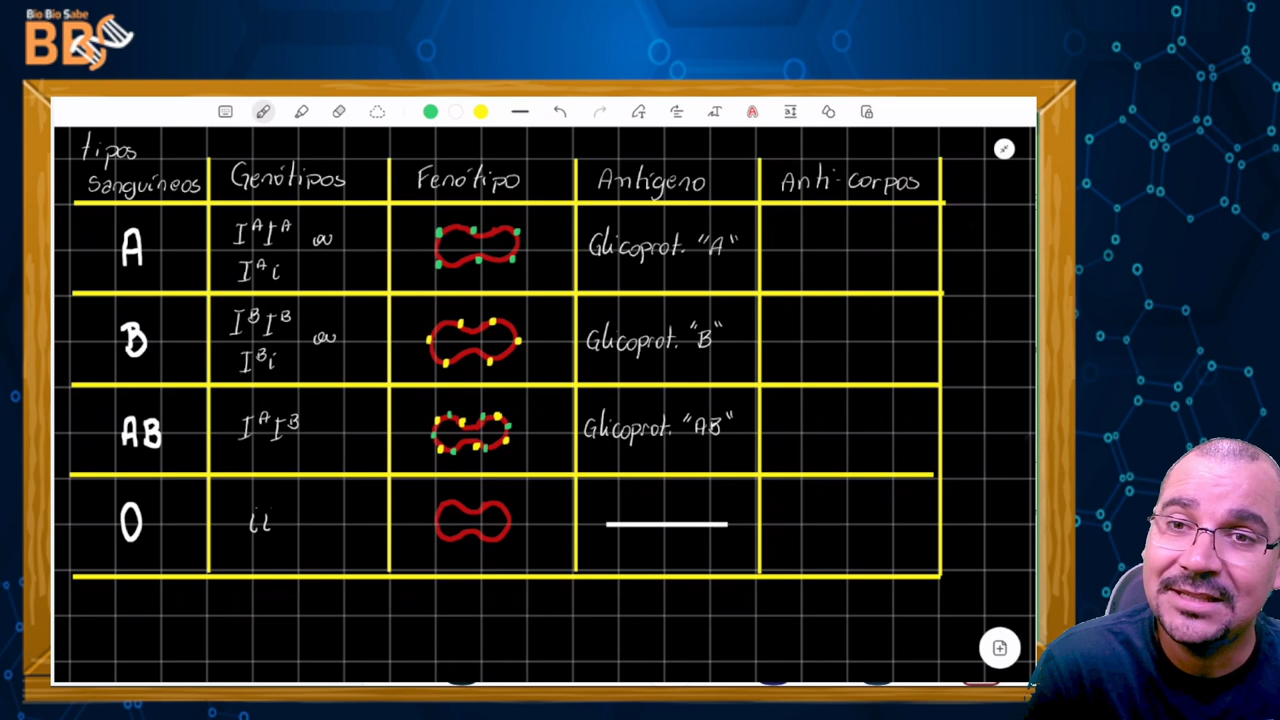 Bio Bio Sabe
BBS
tipos
sanguíneos
Genótipos
Fenótipo
Antígeno
Anti-corpos
A
IᴬIᴬ ou
Iᴬi
Glicoprot. "A"
B
IᴮIᴮ ou
Iᴮi
Glicoprot. "B"
AB
IᴬIᴮ
Glicoprot. "AB"
O
ii